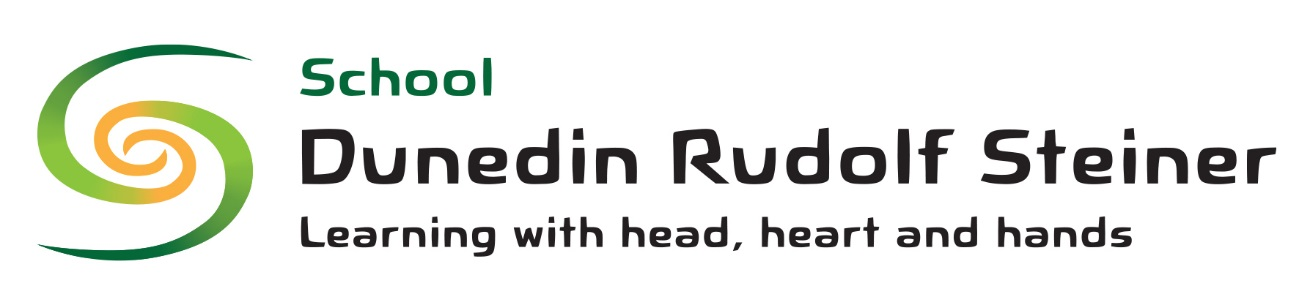 School
Dunedin Rudolf Steiner
Learning with head, heart and hands